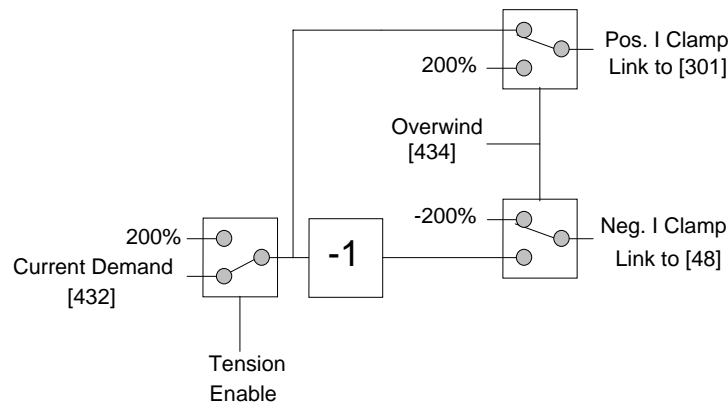 Pos. I Clamp
Link to [301]
200%
Overwind
[434]
-200%
Neg. I Clamp
Link to [48]
200%
-1
Current Demand
[432]
Tension
Enable